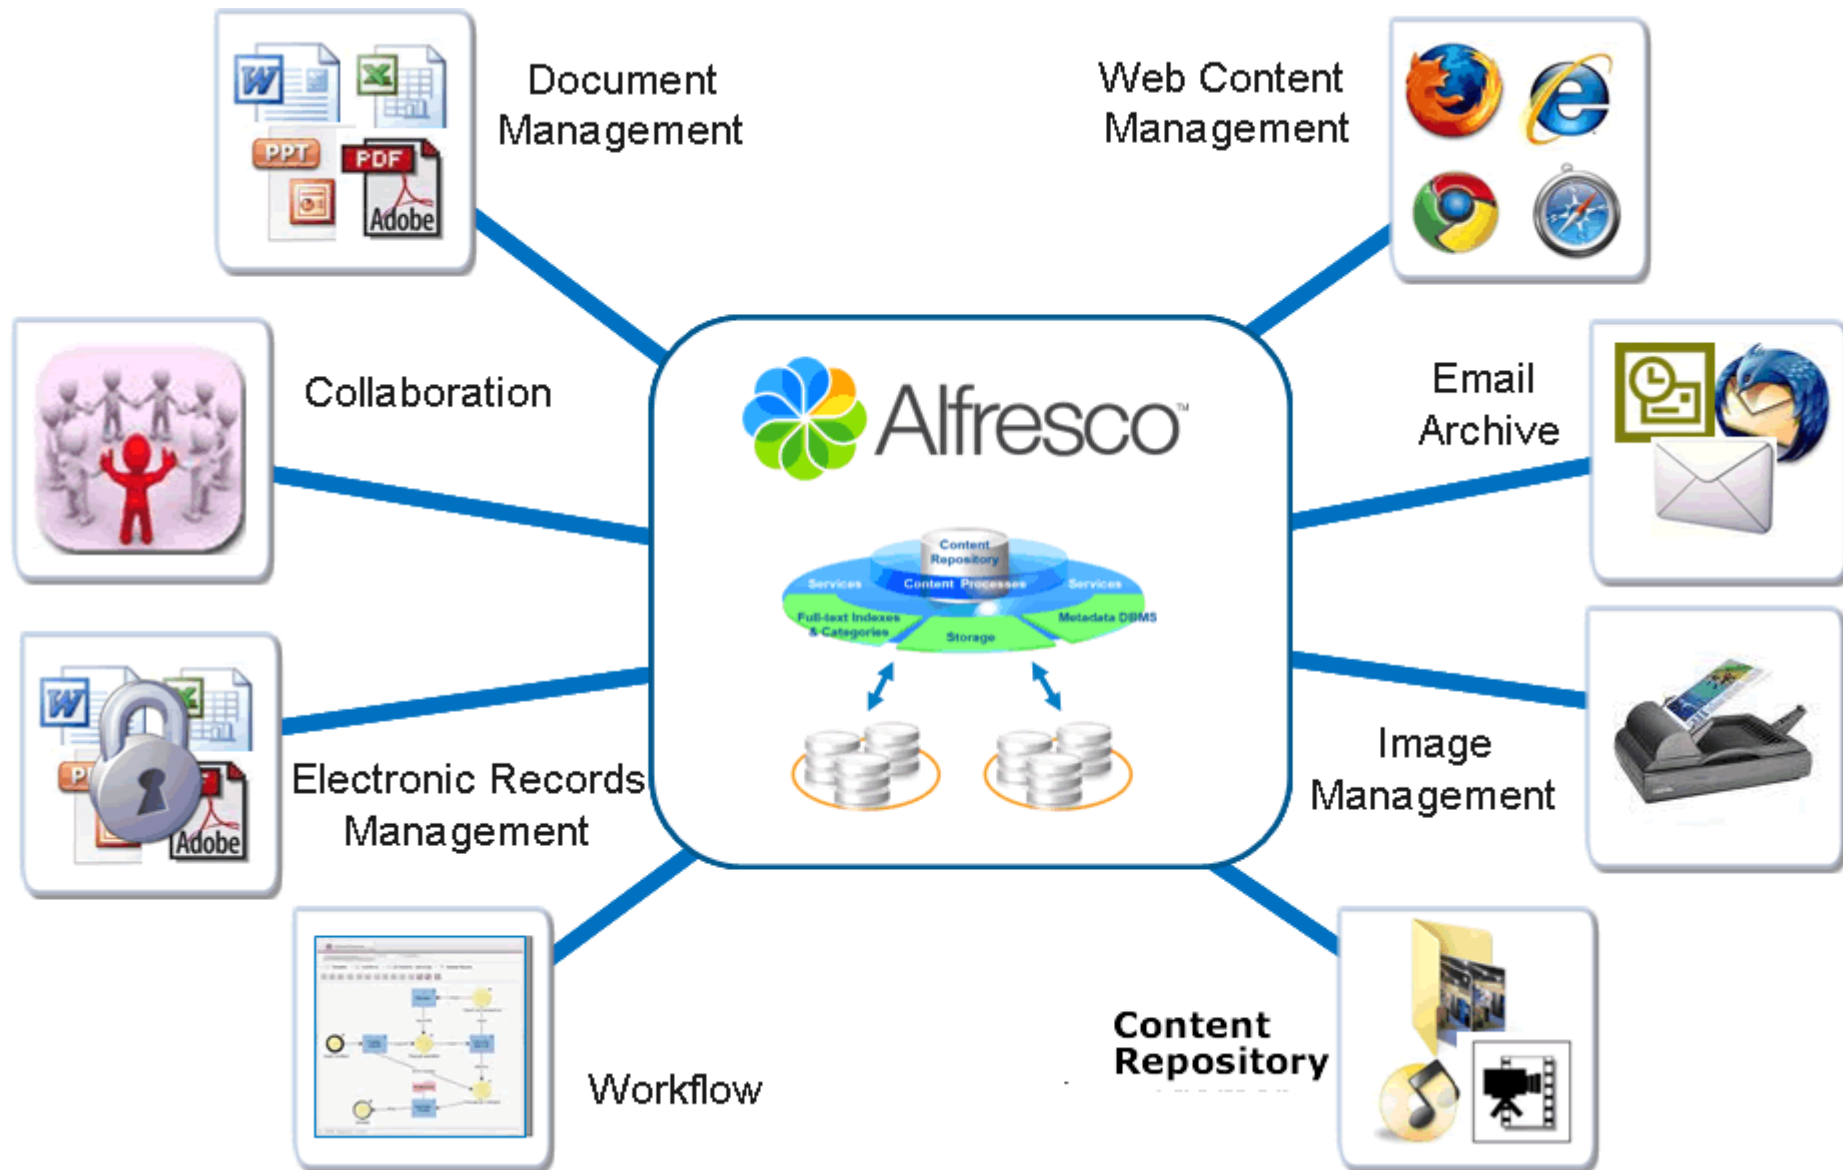 Document
Management
PPT
PDF
Adobe
Web Content
Management
Collaboration
Email
Archive
Alfresco™
Content
Repository
Services
Content Processes
Services
Full-text Indexes
& Categories
Storage
Metadata DBMS
Electronic Records
Management
Adobe
Image
Management
Workflow
Content
Repository